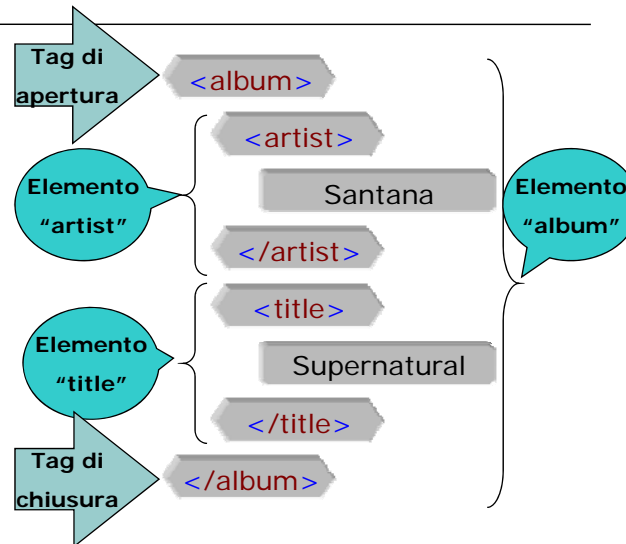 Tag di
apertura
<album>
<artist>
Santana
</artist>
Elemento
“artist”
Elemento
“album”
<title>
Supernatural
</title>
Elemento
“title”
Tag di
chiusura
</album>